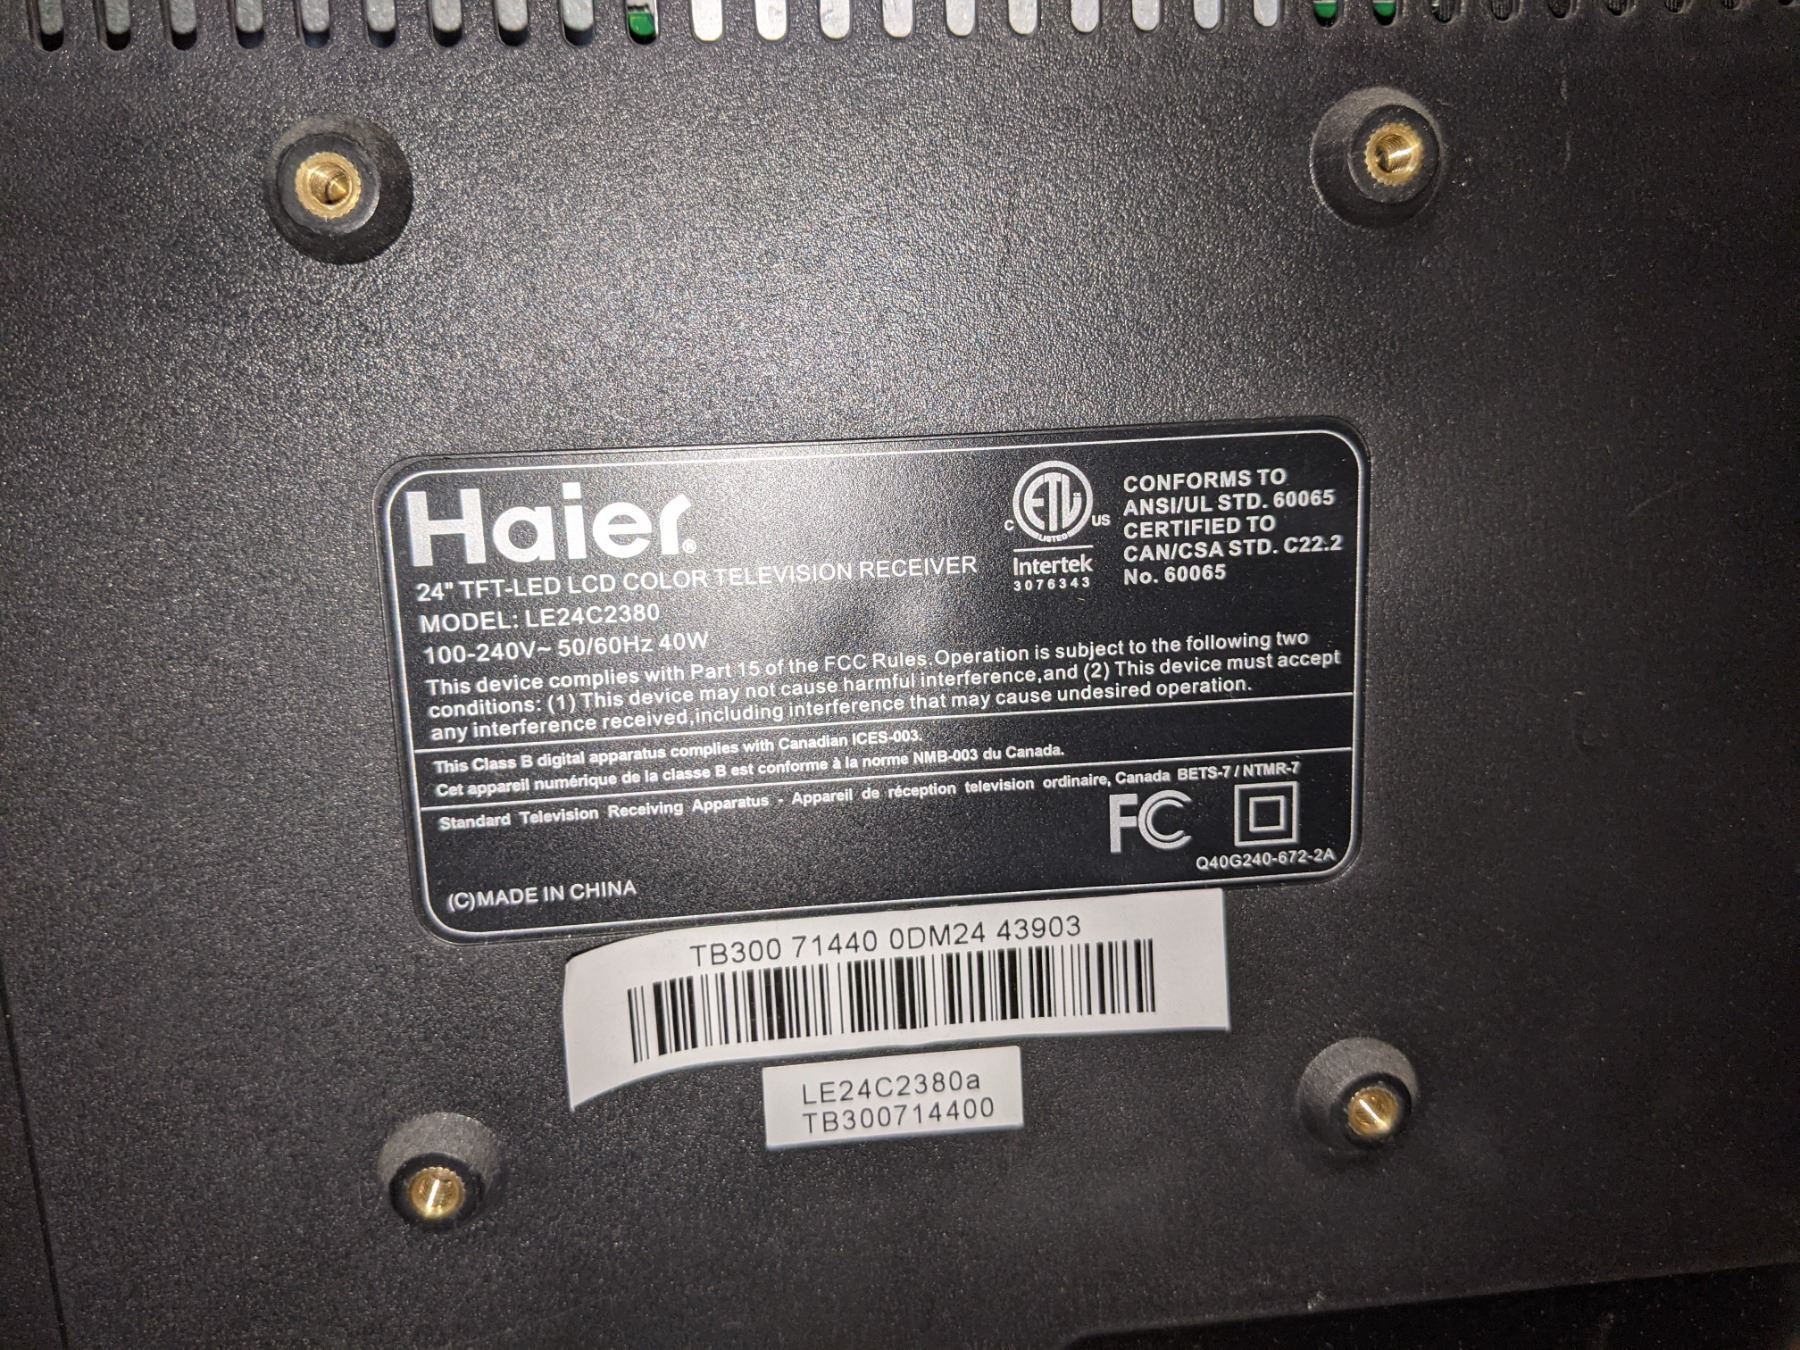 Haier®
24" TFT-LED LCD COLOR TELEVISION RECEIVER
MODEL: LE24C2380
100-240V~ 50/60Hz 40W
C ETL US
LISTED
Intertek
3076343
CONFORMS TO
ANSI/UL STD. 60065
CERTIFIED TO
CAN/CSA STD. C22.2
No. 60065
This device complies with Part 15 of the FCC Rules.Operation is subject to the following two
conditions: (1) This device may not cause harmful interference,and (2) This device must accept
any interference received,including interference that may cause undesired operation.
This Class B digital apparatus complies with Canadian ICES-003.
Cet appareil numérique de la classe B est conforme à la norme NMB-003 du Canada.
Standard Television Receiving Apparatus - Appareil de réception television ordinaire, Canada BETS-7 / NTMR-7
FC
Q40G240-672-2A
(C)MADE IN CHINA
TB300 71440 0DM24 43903
LE24C2380a
TB300714400